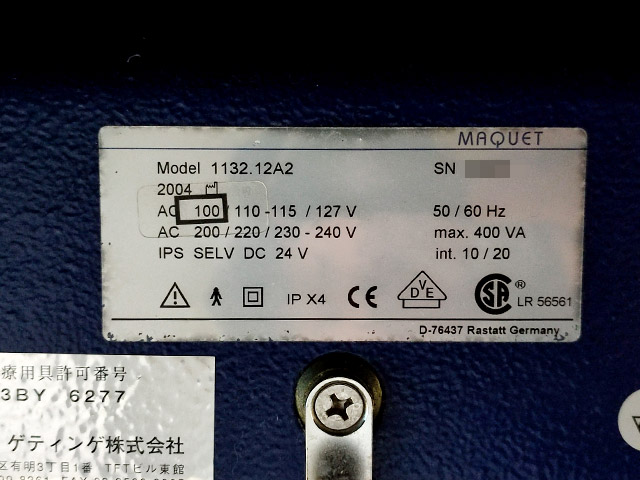 MAQUET
Model 1132.12A2 SN
2004
AC 100 / 110 -115 / 127 V 50 / 60 Hz
AC 200 / 220 / 230 - 240 V max. 400 VA
IPS SELV DC 24 V int. 10 / 20
IP X4 CE VDE SA ® LR 56561
D-76437 Rastatt Germany
療用具許可番号
3BY 6277
ゲティンゲ株式会社
区有明3丁目1番 TFTビル東館